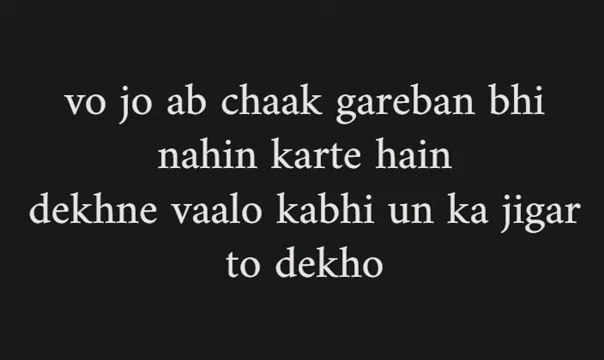 vo jo ab chaak gareban bhi
nahin karte hain
dekhne vaalo kabhi un ka jigar
to dekho